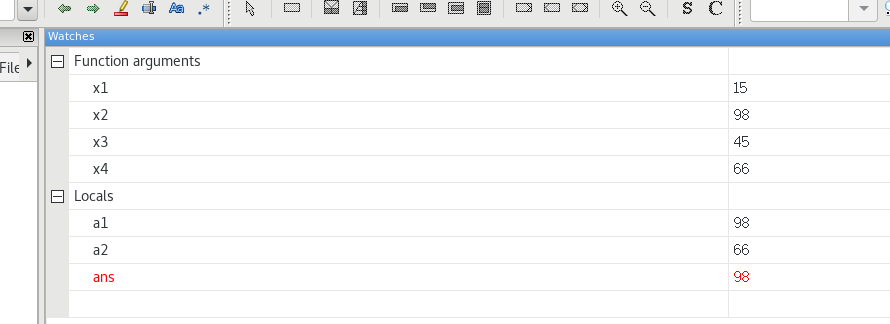 Aa .*
S C
Watches
File
Function arguments
x1 15
x2 98
x3 45
x4 66
Locals
a1 98
a2 66
ans 98